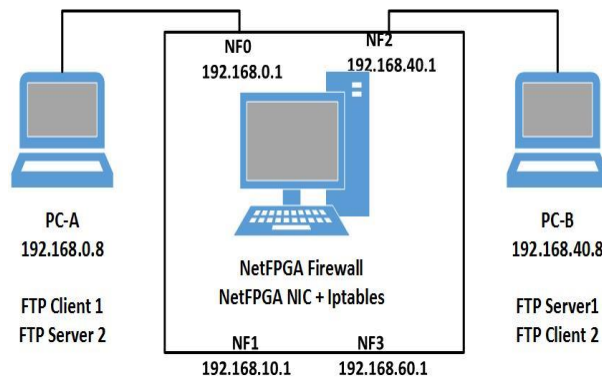 NF0
192.168.0.1
NF2
192.168.40.1
PC-A
192.168.0.8
FTP Client 1
FTP Server 2
NetFPGA Firewall
NetFPGA NIC + Iptables
PC-B
192.168.40.8
FTP Server1
FTP Client 2
NF1
192.168.10.1
NF3
192.168.60.1